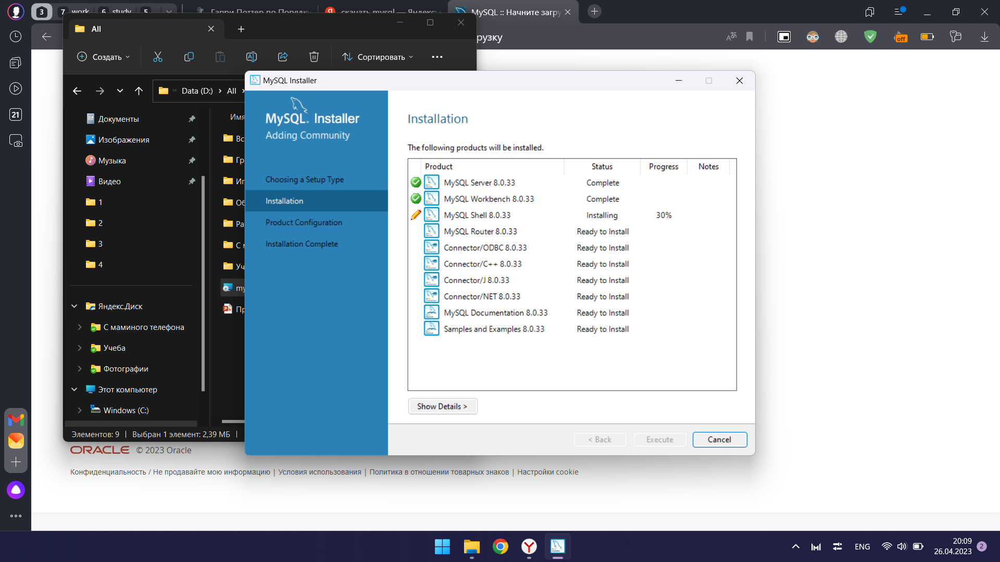 3
7 work
6 study
5
Гарри Поттер по Порядку
скачать mysql — Яндекс:
MySQL :: Начните загру
All
рузку
off
Создать
Сортировать
Data (D:) › All ›
21
Документы
Изображения
Музыка
Видео
1
2
3
4
Яндекс.Диск
С маминого телефона
Учеба
Фотографии
Этот компьютер
Windows (C:)
Имя
Вс
Гр
Иг
Об
Ра
С м
Уч
my
Пр
Элементов: 9 | Выбран 1 элемент: 2,39 МБ |
MySQL Installer
MySQL. Installer
Adding Community
Choosing a Setup Type
Installation
Product Configuration
Installation Complete
Installation
The following products will be installed.
Product Status Progress Notes
MySQL Server 8.0.33 Complete
MySQL Workbench 8.0.33 Complete
MySQL Shell 8.0.33 Installing 30%
MySQL Router 8.0.33 Ready to Install
Connector/ODBC 8.0.33 Ready to Install
Connector/C++ 8.0.33 Ready to Install
Connector/J 8.0.33 Ready to Install
Connector/NET 8.0.33 Ready to Install
MySQL Documentation 8.0.33 Ready to Install
Samples and Examples 8.0.33 Ready to Install
Show Details >
< Back
Execute
Cancel
ORACLE © 2023 Oracle
Конфиденциальность / Не продавайте мою информацию | Условия использования | Политика в отношении товарных знаков | Настройки cookie
ENG
20:09
26.04.2023
2